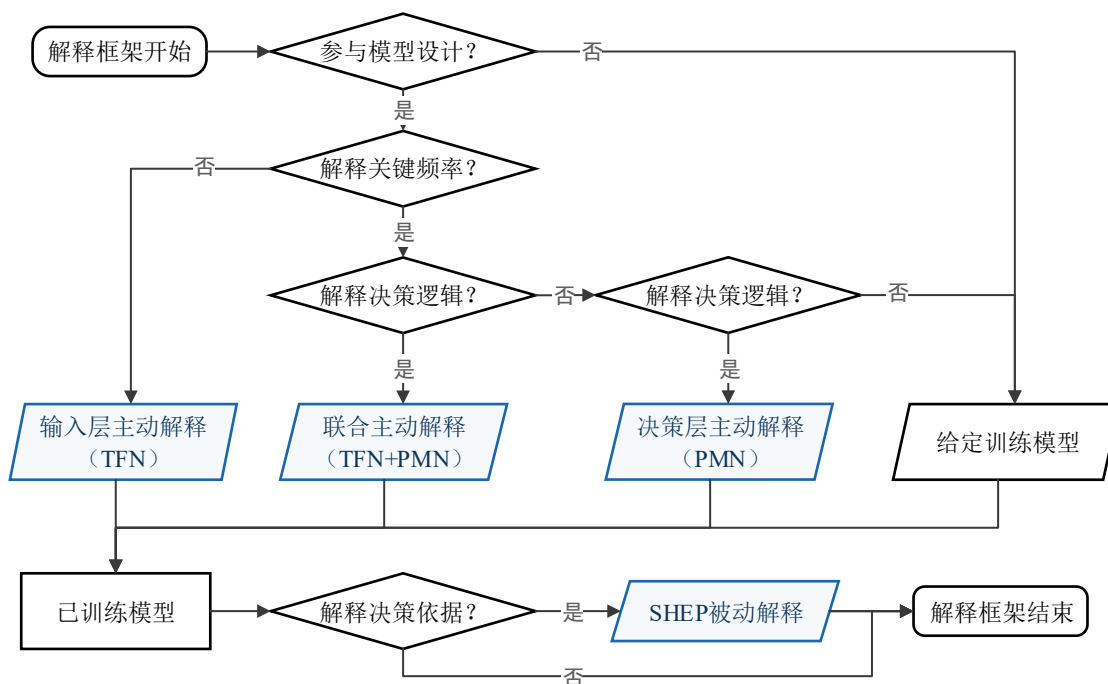 解释框架开始
参与模型设计?
否
是
解释关键频率?
否
是
解释决策逻辑?
否
解释决策逻辑?
否
是
是
输入层主动解释
（TFN）
联合主动解释
（TFN+PMN）
决策层主动解释
（PMN）
给定训练模型
已训练模型
解释决策依据?
是
SHEP被动解释
解释框架结束
否